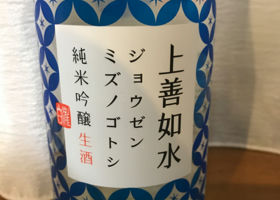 上善如水
ジョウゼン
ミズノゴトシ
純米吟醸 生酒